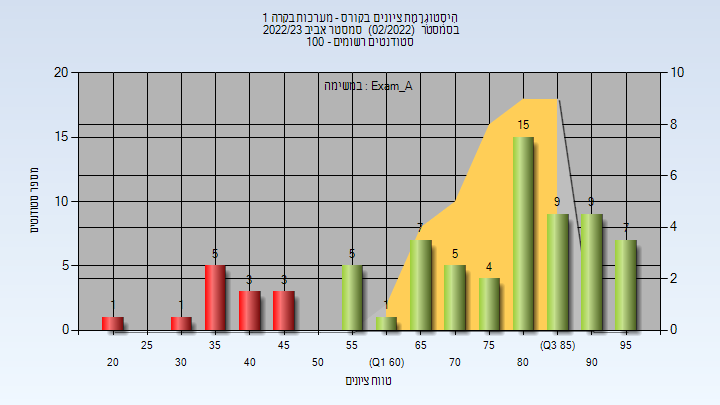 היסטוגרמת ציונים בקורס - מערכות בקרה 1
בסמסטר (02/2022) סמסטר אביב 2022/23
סטודנטים רשומים - 100
במשימה : Exam_A
20 15 10 5 0
10 8 6 4 2 0
מספר סטודנטים
1 1 5 3 3 5 1 7 5 4 15 9 9 7
25 35 45 55 65 75 (Q3 85) 95
20 30 40 50 (Q1 60) 70 80 90
טווח ציונים